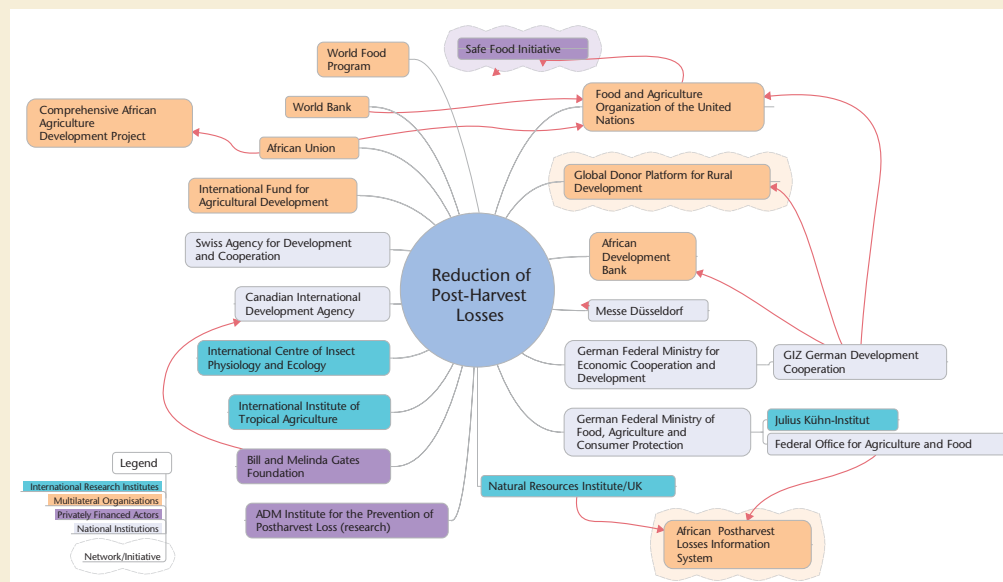 Safe Food Initiative
World Food
Program
World Bank
Food and Agriculture
Organization of the United
Nations
Comprehensive African
Agriculture
Development Project
African Union
Global Donor Platform for Rural
Development
International Fund for
Agricultural Development
Swiss Agency for Development
and Cooperation
African
Development
Bank
Reduction of
Post-Harvest
Losses
Canadian International
Development Agency
Messe Düsseldorf
International Centre of Insect
Physiology and Ecology
German Federal Ministry for
Economic Cooperation and
Development
GIZ German Development
Cooperation
International Institute of
Tropical Agriculture
German Federal Ministry of
Food, Agriculture and
Consumer Protection
Julius Kühn-Institut
Federal Office for Agriculture and Food
Bill and Melinda Gates
Foundation
Natural Resources Institute/UK
ADM Institute for the Prevention of
Postharvest Loss (research)
African Postharvest
Losses Information
System
Legend
International Research Institutes
Multilateral Organisations
Privately Financed Actors
National Institutions
Network/Initiative